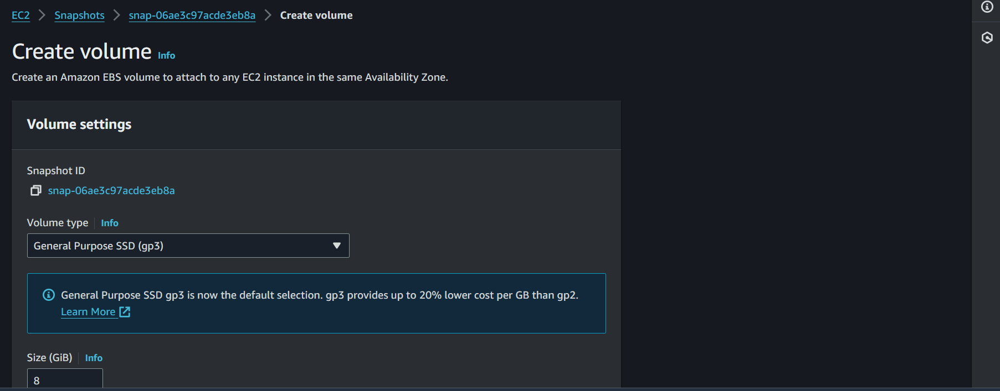 EC2 > Snapshots > snap-06ae3c97acde3eb8a > Create volume
Create volume Info
Create an Amazon EBS volume to attach to any EC2 instance in the same Availability Zone.
Volume settings
Snapshot ID
snap-06ae3c97acde3eb8a
Volume type Info
General Purpose SSD (gp3)
General Purpose SSD gp3 is now the default selection. gp3 provides up to 20% lower cost per GB than gp2.
Learn More
Size (GiB) Info
8